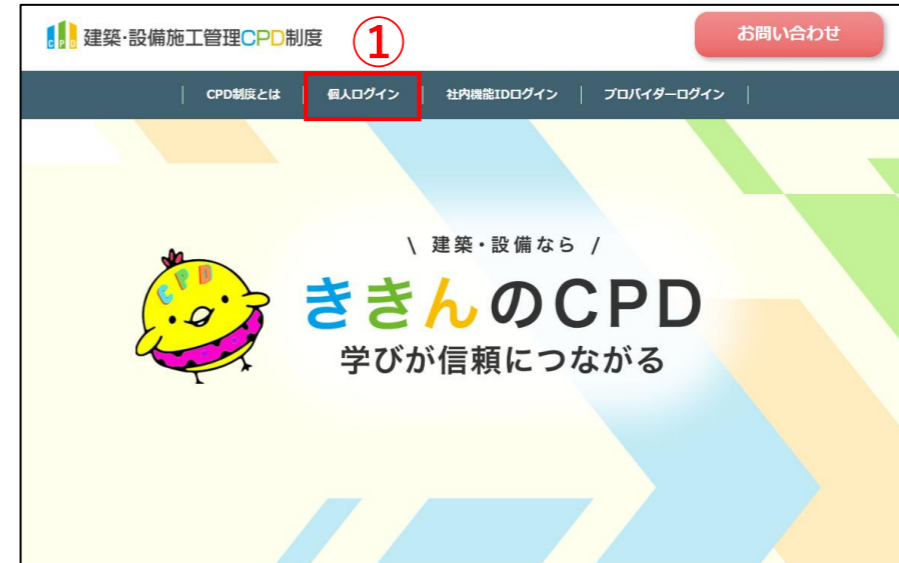 CPD 建築・設備施工管理CPD制度
①
お問い合わせ
CPD制度とは
個人ログイン
社内機能IDログイン
プロバイダーログイン
\ 建築・設備なら /
CPD
ききんのCPD
学びが信頼につながる